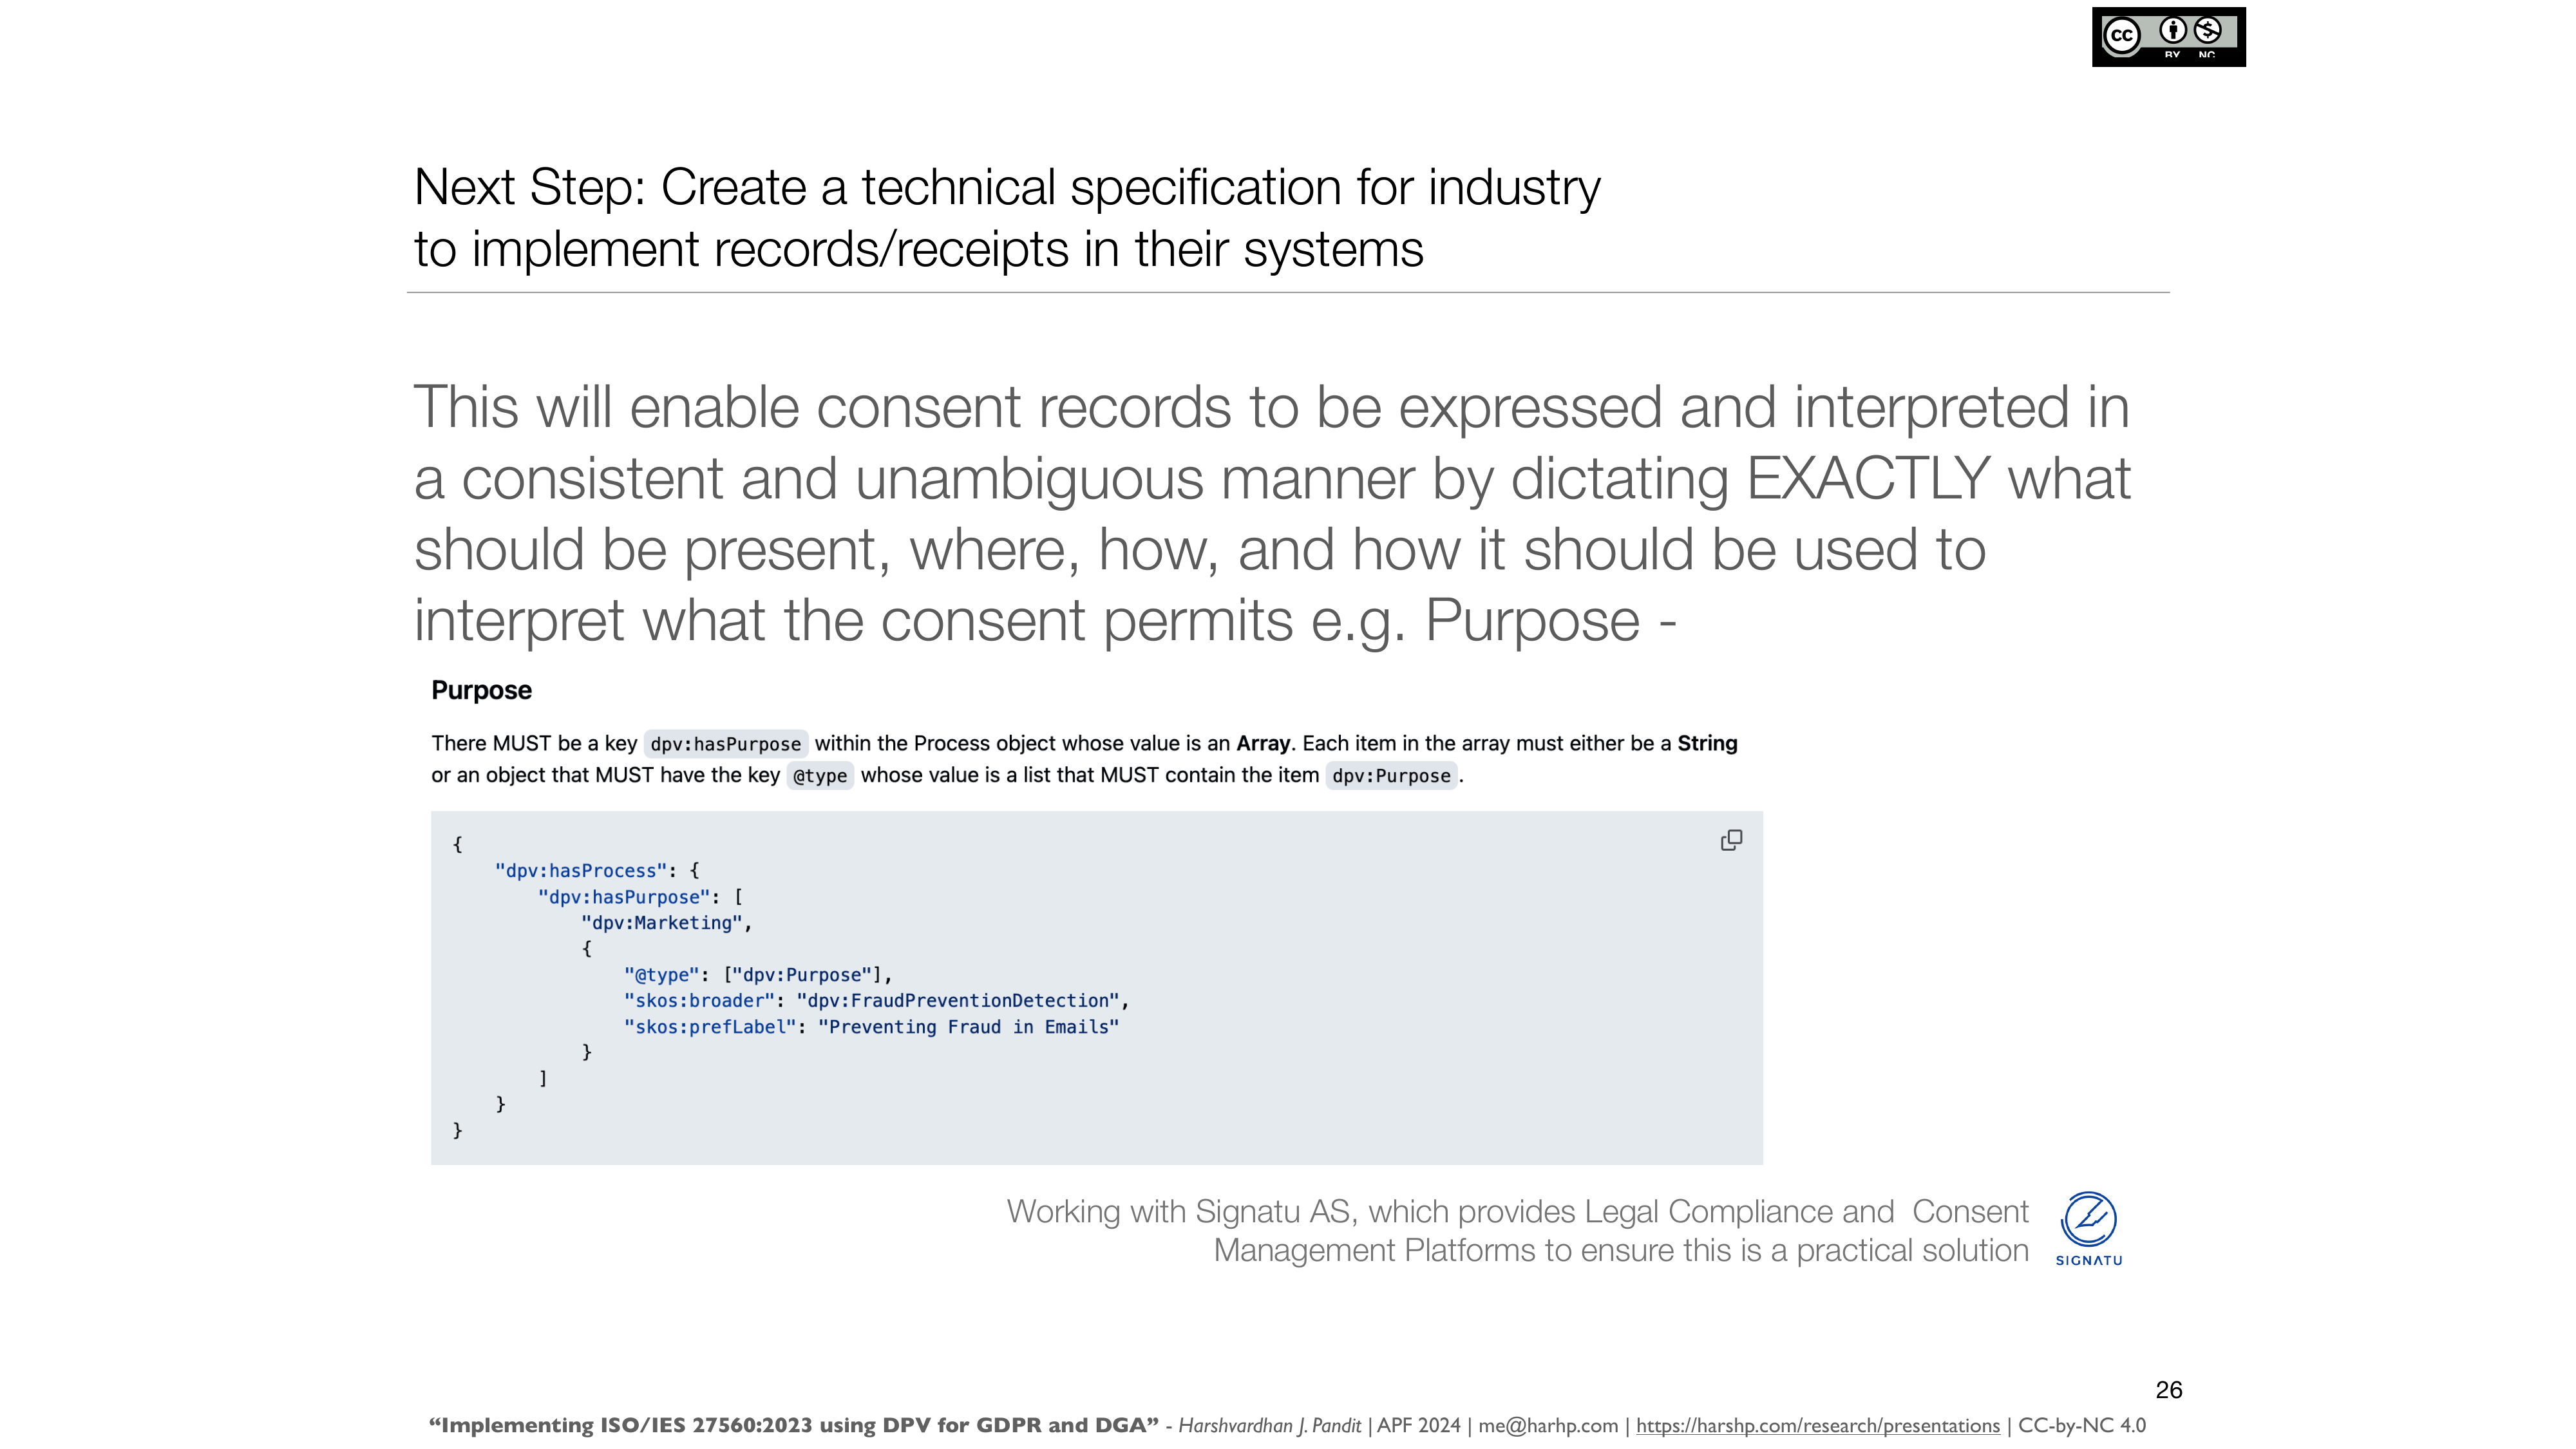 cc
BY NC
Next Step: Create a technical specification for industry
to implement records/receipts in their systems
This will enable consent records to be expressed and interpreted in
a consistent and unambiguous manner by dictating EXACTLY what
should be present, where, how, and how it should be used to
interpret what the consent permits e.g. Purpose -
Purpose
There MUST be a key dpv:hasPurpose within the Process object whose value is an Array. Each item in the array must either be a String
or an object that MUST have the key @type whose value is a list that MUST contain the item dpv:Purpose .
{
    "dpv:hasProcess": {
        "dpv:hasPurpose": [
            "dpv:Marketing",
            {
                "@type": ["dpv:Purpose"],
                "skos:broader": "dpv:FraudPreventionDetection",
                "skos:prefLabel": "Preventing Fraud in Emails"
            }
        ]
    }
}
Working with Signatu AS, which provides Legal Compliance and  Consent
Management Platforms to ensure this is a practical solution
SIGNATU
26
“Implementing ISO/IES 27560:2023 using DPV for GDPR and DGA” - Harshvardhan J. Pandit | APF 2024 | me@harhp.com | https://harshp.com/research/presentations | CC-by-NC 4.0